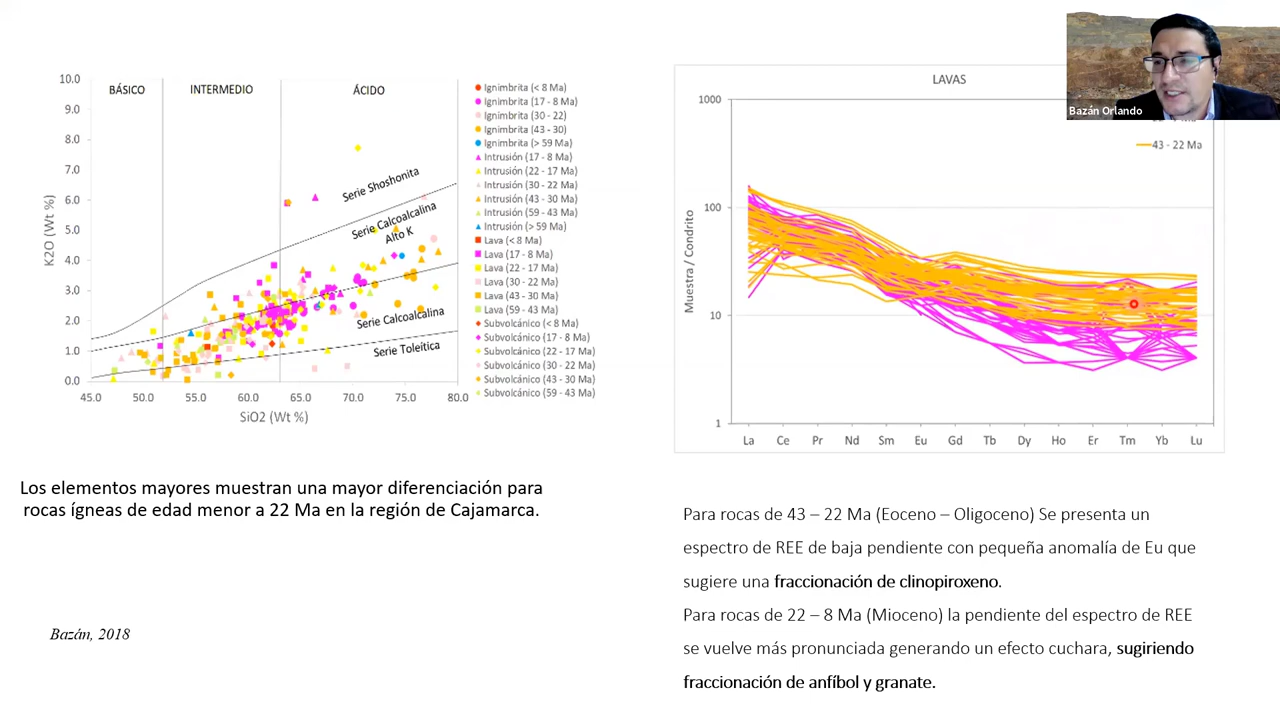 BÁSICO
INTERMEDIO
ÁCIDO
10.0
9.0
8.0
7.0
6.0
5.0
4.0
3.0
2.0
1.0
0.0
K2O (Wt %)
45.0
50.0
55.0
60.0
65.0
70.0
75.0
80.0
SiO2 (Wt %)
Serie Shoshonita
Serie Calcoalcalina
Alto K
Serie Calcoalcalina
Serie Toleítica
Ignimbrita (< 8 Ma)
Ignimbrita (17 - 8 Ma)
Ignimbrita (30 - 22)
Ignimbrita (43 - 30)
Ignimbrita (> 59 Ma)
Intrusión (17 - 8 Ma)
Intrusión (22 - 17 Ma)
Intrusión (30 - 22 Ma)
Intrusión (43 - 30 Ma)
Intrusión (59 - 43 Ma)
Intrusión (> 59 Ma)
Lava (< 8 Ma)
Lava (17 - 8 Ma)
Lava (22 - 17 Ma)
Lava (30 - 22 Ma)
Lava (43 - 30 Ma)
Lava (59 - 43 Ma)
Subvolcánico (< 8 Ma)
Subvolcánico (17 - 8 Ma)
Subvolcánico (22 - 17 Ma)
Subvolcánico (30 - 22 Ma)
Subvolcánico (43 - 30 Ma)
Subvolcánico (59 - 43 Ma)
Los elementos mayores muestran una mayor diferenciación para
rocas ígneas de edad menor a 22 Ma en la región de Cajamarca.
Bazán, 2018
LAVAS
Bazán Orlando
43 - 22 Ma
1000
100
10
1
Muestra / Condrito
La
Ce
Pr
Nd
Sm
Eu
Gd
Tb
Dy
Ho
Er
Tm
Yb
Lu
Para rocas de 43 – 22 Ma (Eoceno – Oligoceno) Se presenta un
espectro de REE de baja pendiente con pequeña anomalía de Eu que
sugiere una fraccionación de clinopiroxeno.
Para rocas de 22 – 8 Ma (Mioceno) la pendiente del espectro de REE
se vuelve más pronunciada generando un efecto cuchara, sugiriendo
fraccionación de anfíbol y granate.